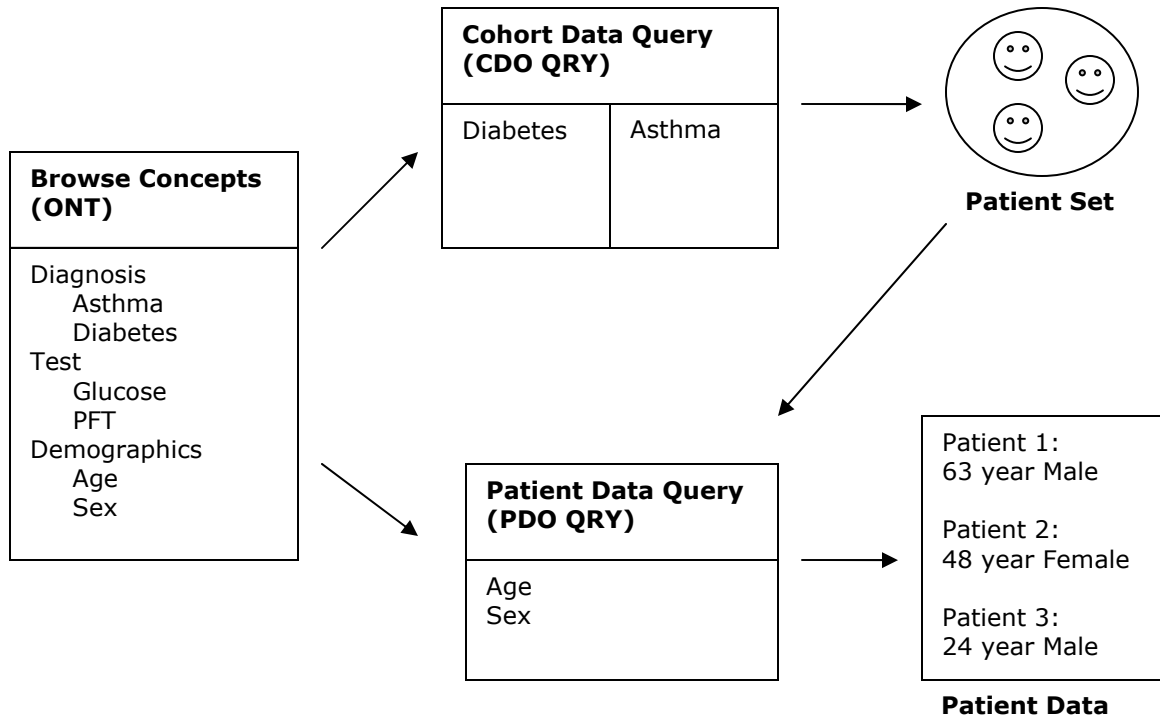 Cohort Data Query
(CDO QRY)
Diabetes
Asthma
Patient Set
Browse Concepts
(ONT)
Diagnosis
Asthma
Diabetes
Test
Glucose
PFT
Demographics
Age
Sex
Patient Data Query
(PDO QRY)
Age
Sex
Patient 1:
63 year Male
Patient 2:
48 year Female
Patient 3:
24 year Male
Patient Data